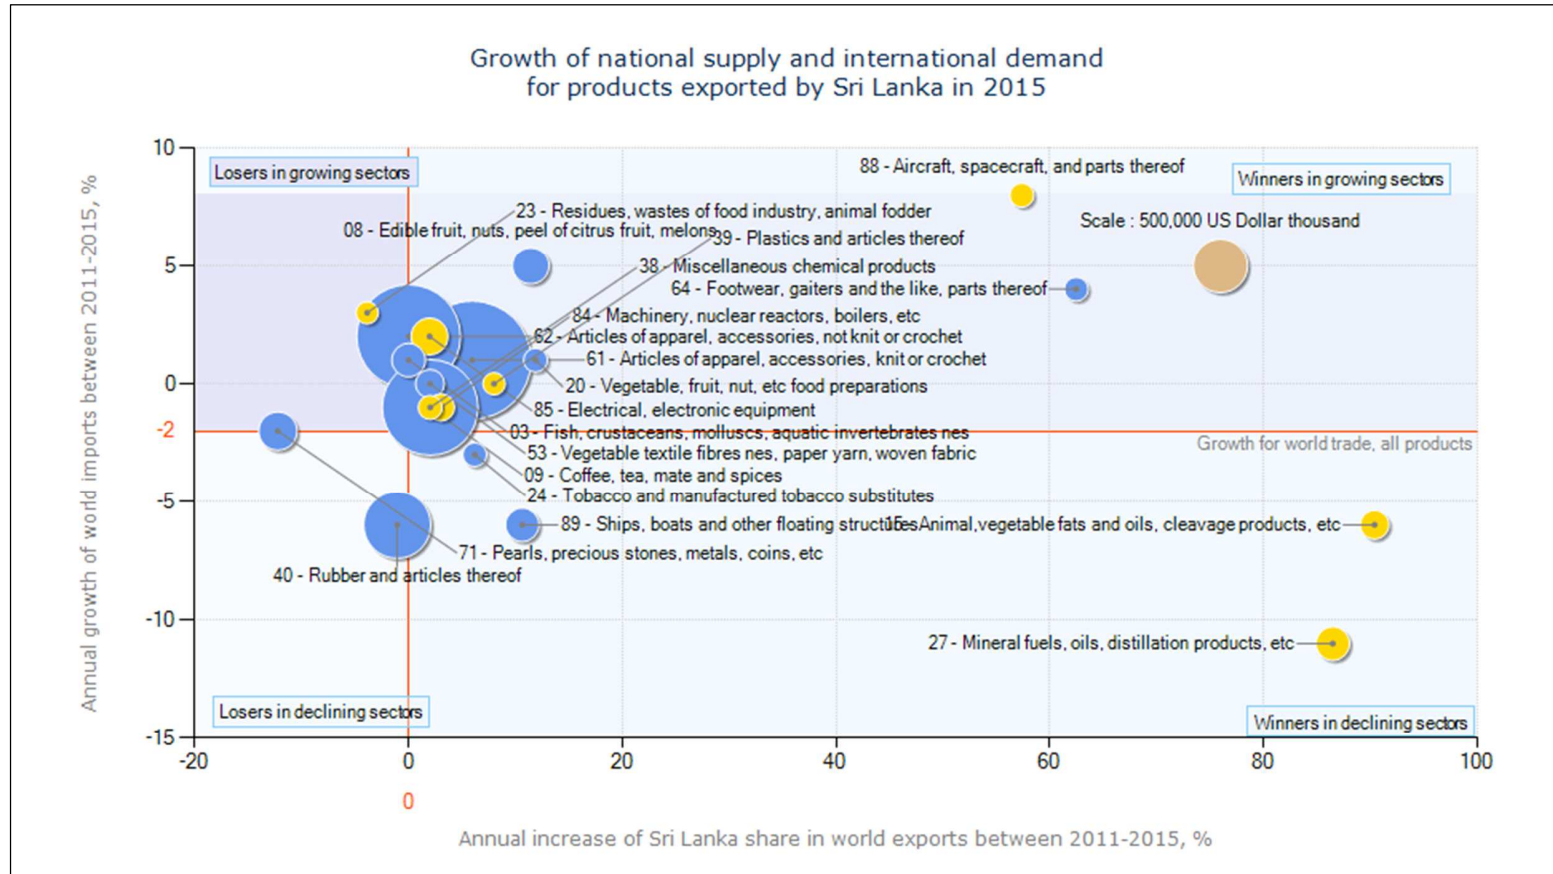 Growth of national supply and international demand
for products exported by Sri Lanka in 2015
10
5
0
-2
-5
-10
-15
Annual growth of world imports between 2011-2015, %
Losers in growing sectors
88 - Aircraft, spacecraft, and parts thereof
Winners in growing sectors
23 - Residues, wastes of food industry, animal fodder
Scale : 500,000 US Dollar thousand
08 - Edible fruit, nuts, peel of citrus fruit, melons
39 - Plastics and articles thereof
38 - Miscellaneous chemical products
64 - Footwear, gaiters and the like, parts thereof
84 - Machinery, nuclear reactors, boilers, etc
62 - Articles of apparel, accessories, not knit or crochet
61 - Articles of apparel, accessories, knit or crochet
20 - Vegetable, fruit, nut, etc food preparations
85 - Electrical, electronic equipment
03 - Fish, crustaceans, molluscs, aquatic invertebrates nes
Growth for world trade, all products
53 - Vegetable textile fibres nes, paper yarn, woven fabric
09 - Coffee, tea, mate and spices
24 - Tobacco and manufactured tobacco substitutes
89 - Ships, boats and other floating structures
15 - Animal,vegetable fats and oils, cleavage products, etc
71 - Pearls, precious stones, metals, coins, etc
40 - Rubber and articles thereof
27 - Mineral fuels, oils, distillation products, etc
Losers in declining sectors
Winners in declining sectors
-20 0 20 40 60 80 100
0
Annual increase of Sri Lanka share in world exports between 2011-2015, %